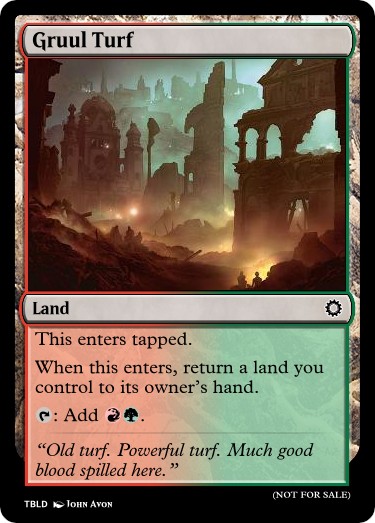 Gruul Turf
Land
This enters tapped.
When this enters, return a land you
control to its owner's hand.
: Add .
“Old turf. Powerful turf. Much good
blood spilled here.”
(NOT FOR SALE)
TBLD John Avon